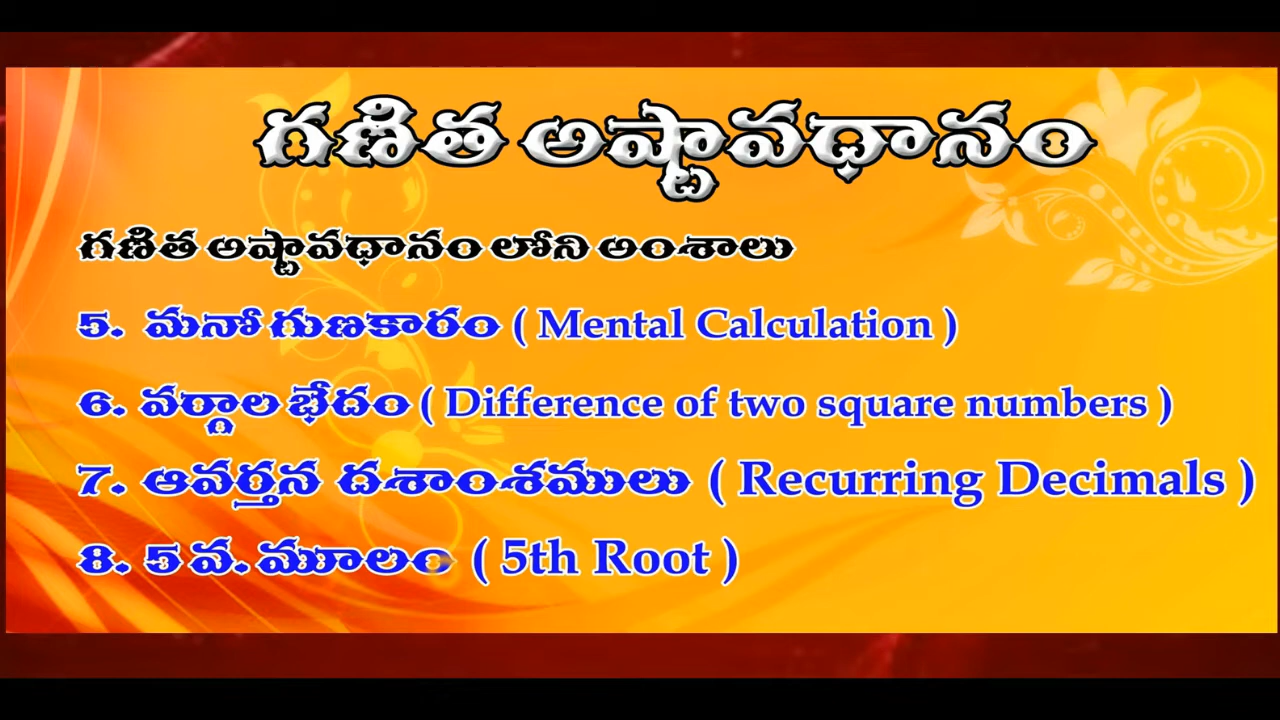 గణిత అష్టావధానం
గణిత అష్టావధానం లోని అంశాలు
5. మనో గుణకారం ( Mental Calculation )
6. వర్గాల భేదం ( Difference of two square numbers )
7. ఆవర్తన దశాంశములు ( Recurring Decimals )
8. 5 వ. మూలం ( 5th Root )